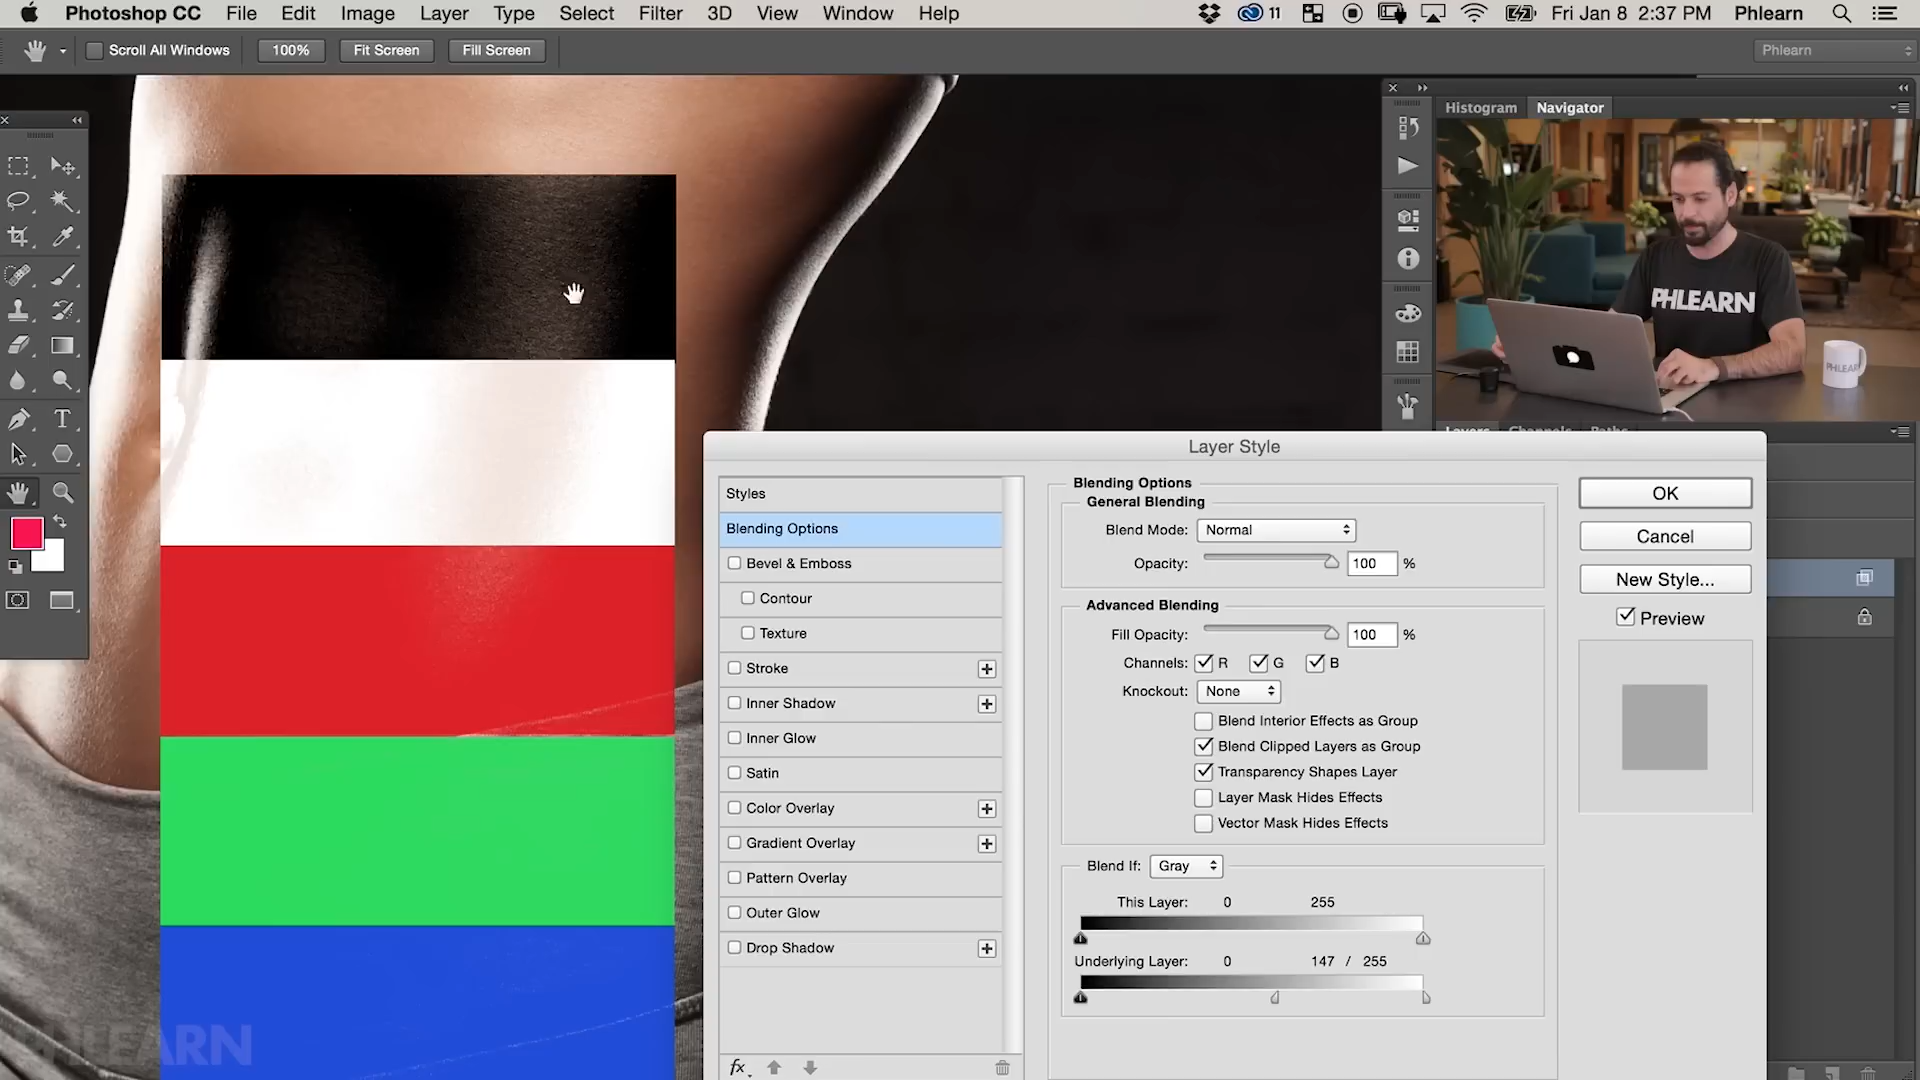 Photoshop CC File Edit Image Layer Type Select Filter 3D View Window Help 11 Fri Jan 8 2:37 PM Phlearn
Scroll All Windows 100% Fit Screen Fill Screen Phlearn
Histogram Navigator
PHLEARN
PHLEARN
Layers Channels Paths
Layer Style
Styles
Blending Options
Bevel & Emboss
Contour
Texture
Stroke
Inner Shadow
Inner Glow
Satin
Color Overlay
Gradient Overlay
Pattern Overlay
Outer Glow
Drop Shadow
fx
Blending Options
General Blending
Blend Mode: Normal
Opacity: 100 %
Advanced Blending
Fill Opacity: 100 %
Channels: R G B
Knockout: None
Blend Interior Effects as Group
Blend Clipped Layers as Group
Transparency Shapes Layer
Layer Mask Hides Effects
Vector Mask Hides Effects
Blend If: Gray
This Layer: 0 255
Underlying Layer: 0 147 / 255
OK
Cancel
New Style...
Preview
PHLEARN